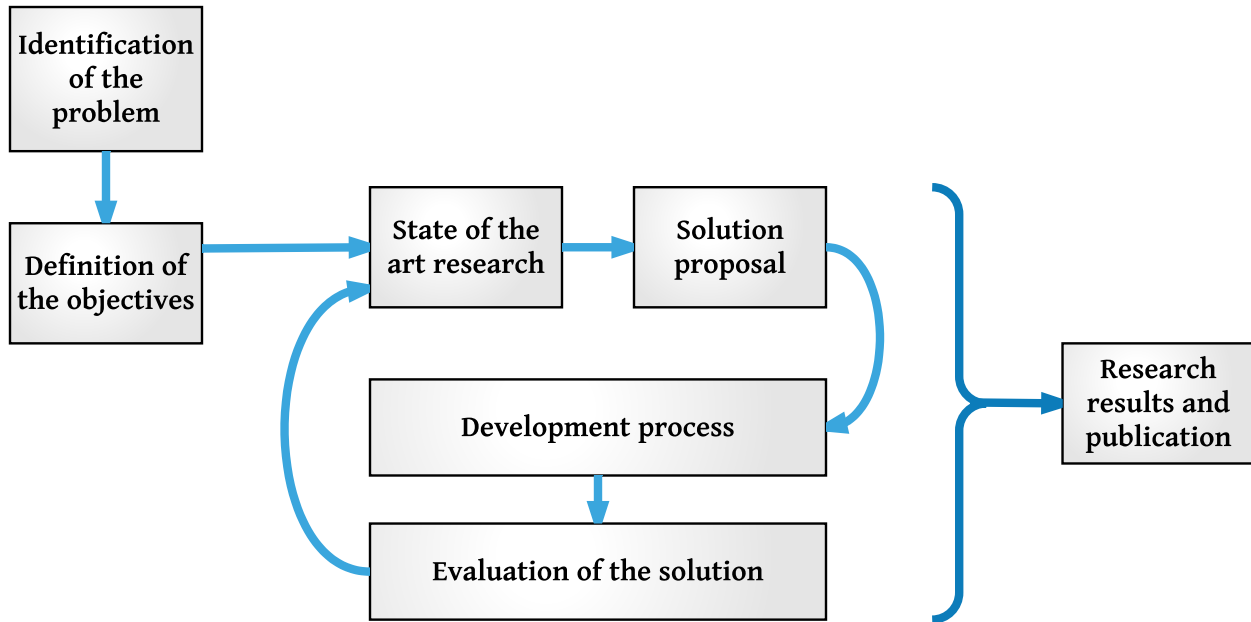 Identification
of the
problem
Definition of
the objectives
State of the
art research
Solution
proposal
Development process
Evaluation of the solution
Research
results and
publication